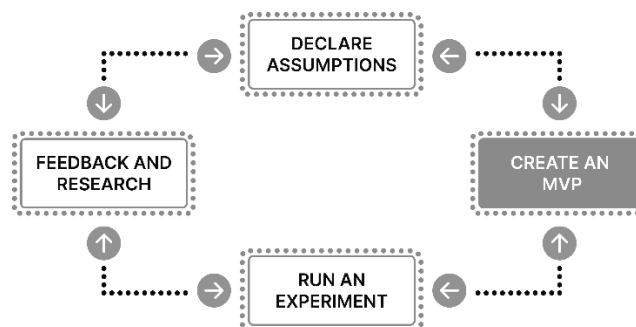 DECLARE
ASSUMPTIONS
FEEDBACK AND
RESEARCH
CREATE AN
MVP
RUN AN
EXPERIMENT